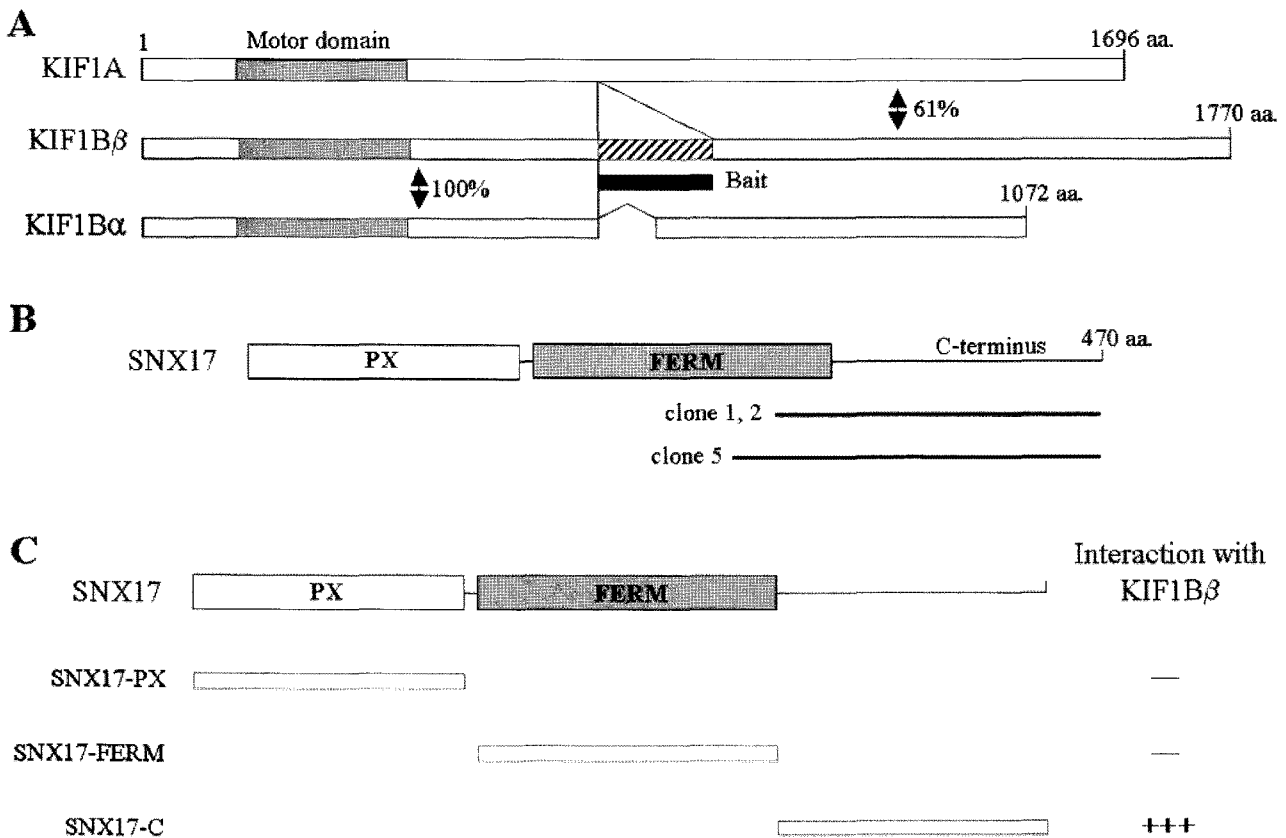 A
1
Motor domain
1696 aa.
KIF1A
61%
1770 aa.
KIF1Bβ
Bait
100%
1072 aa.
KIF1Bα
B
470 aa.
SNX17
PX
FERM
C-terminus
clone 1, 2
clone 5
C
Interaction with
KIF1Bβ
SNX17
PX
FERM
SNX17-PX —
SNX17-FERM —
SNX17-C +++